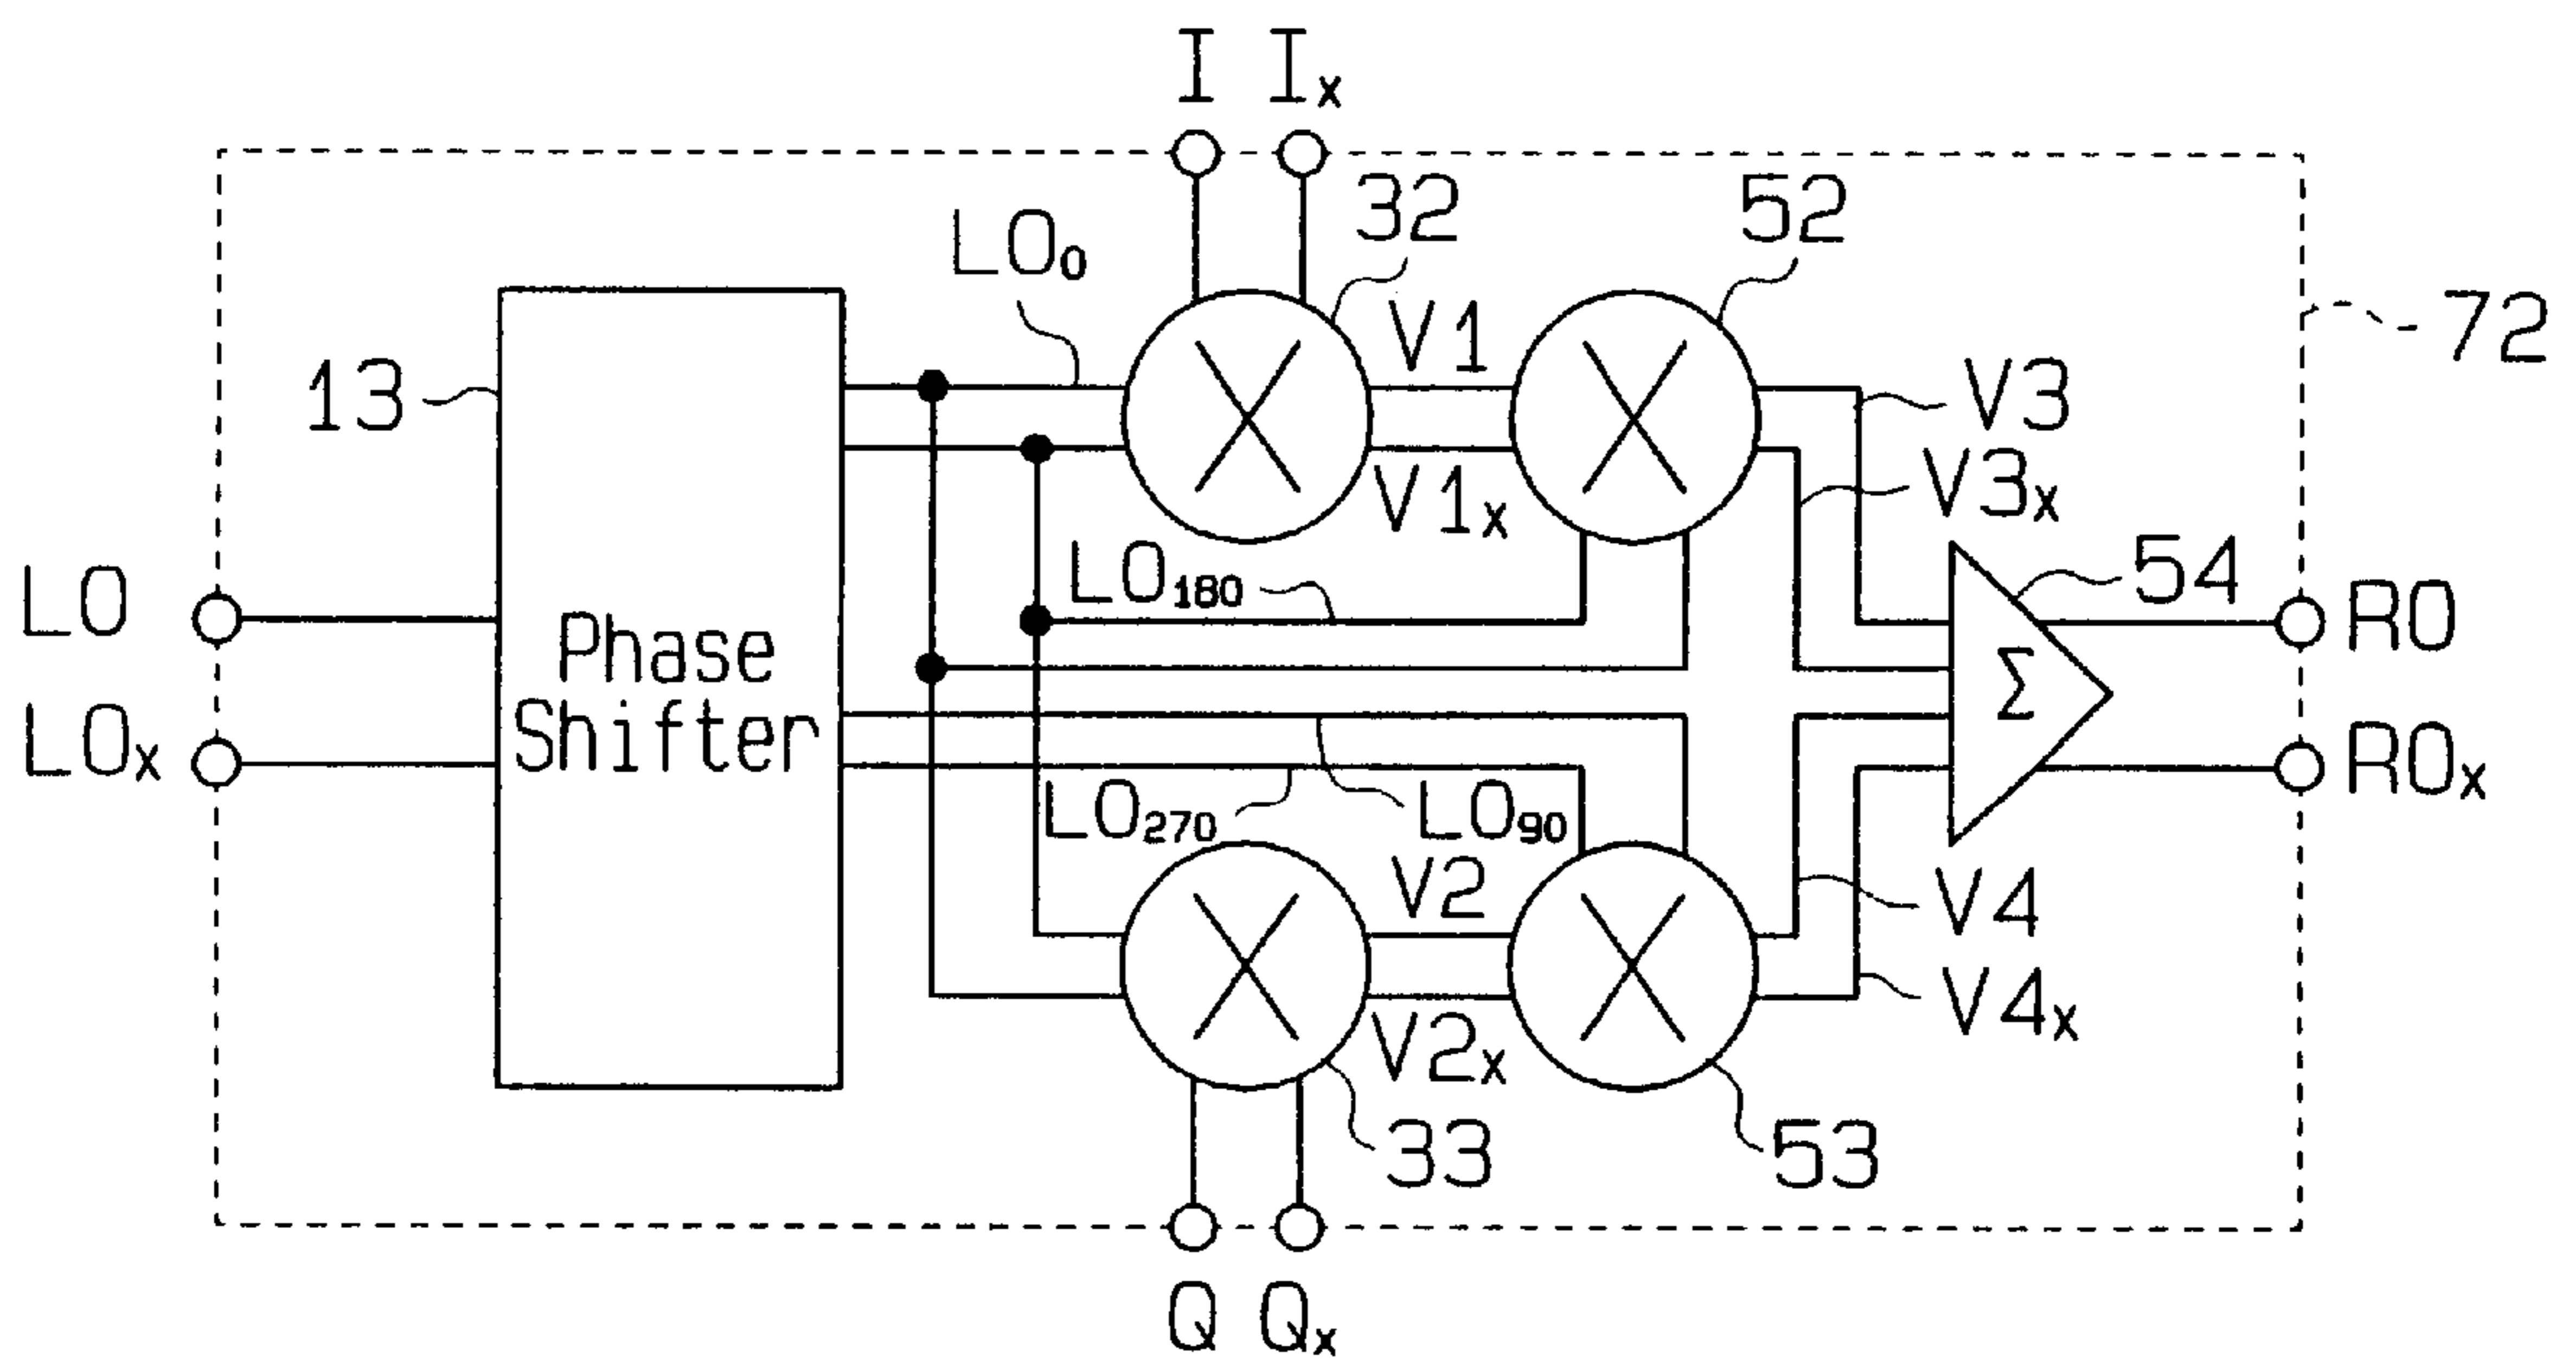 I Ix
32
52
LO0
72
V1
13
V3
V3x
V1x
LO180
54
LO
RO
Phase
Shifter
Σ
LOx
ROx
LO270
LO90
V2
V4
V4x
V2x
33
53
Q Qx